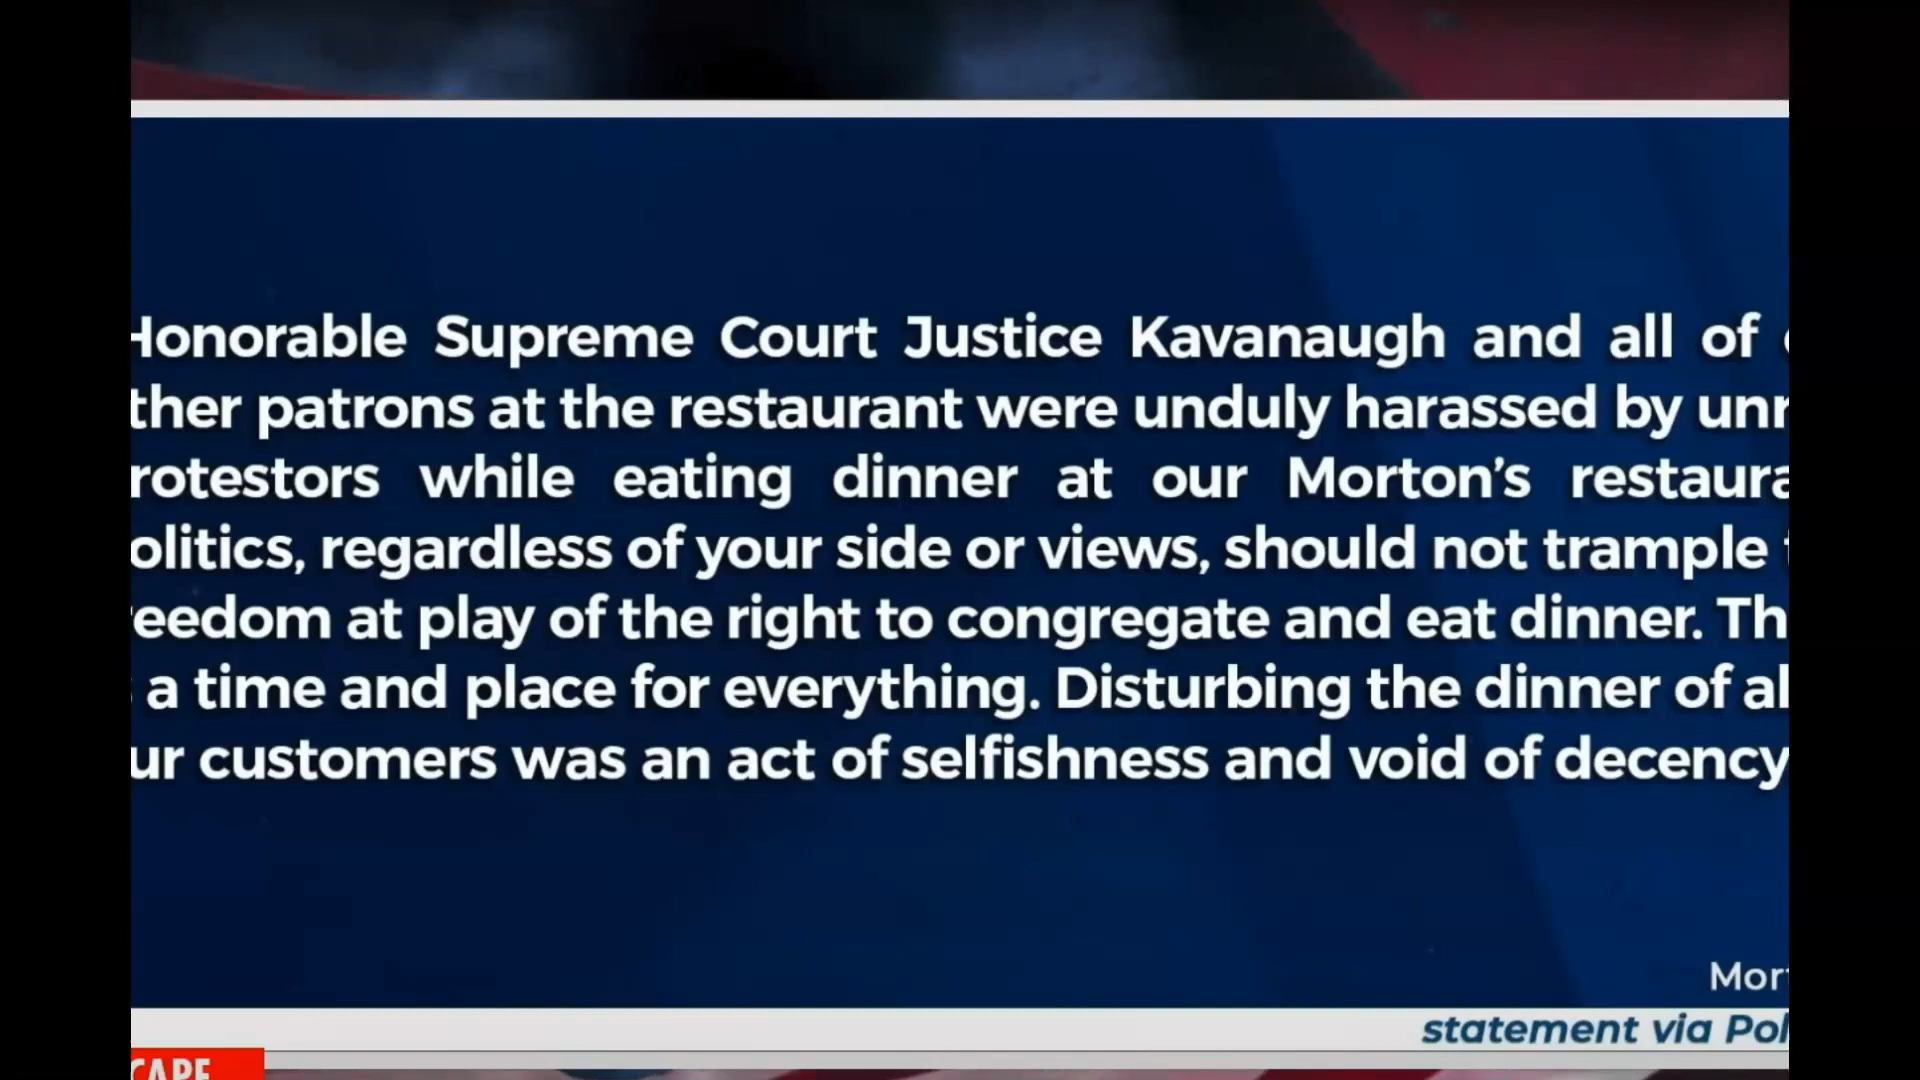 Honorable Supreme Court Justice Kavanaugh and all of
ther patrons at the restaurant were unduly harassed by unr
rotestors while eating dinner at our Morton's restaura
olitics, regardless of your side or views, should not trample
eedom at play of the right to congregate and eat dinner. Th
a time and place for everything. Disturbing the dinner of al
ur customers was an act of selfishness and void of decency
Mort
statement via Pol
CAPE